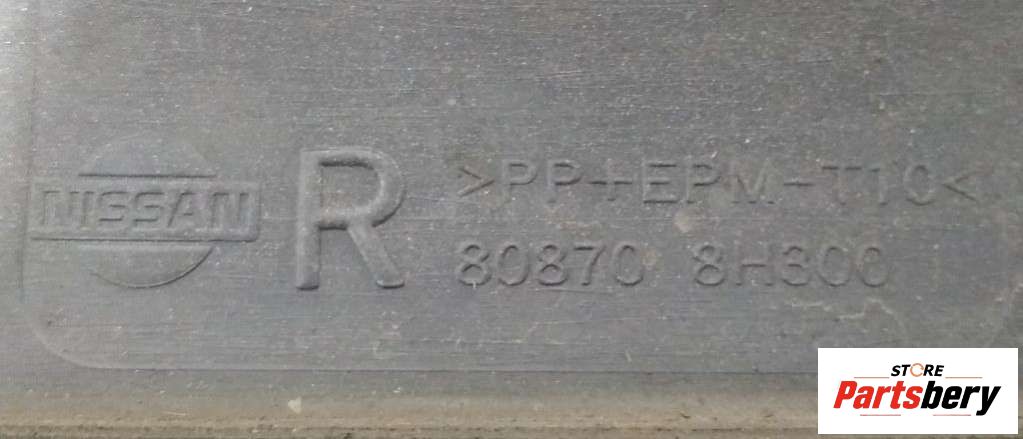 NISSAN
R
>PP+EPM-T10<
80870 8H300
STORE
Partsbery